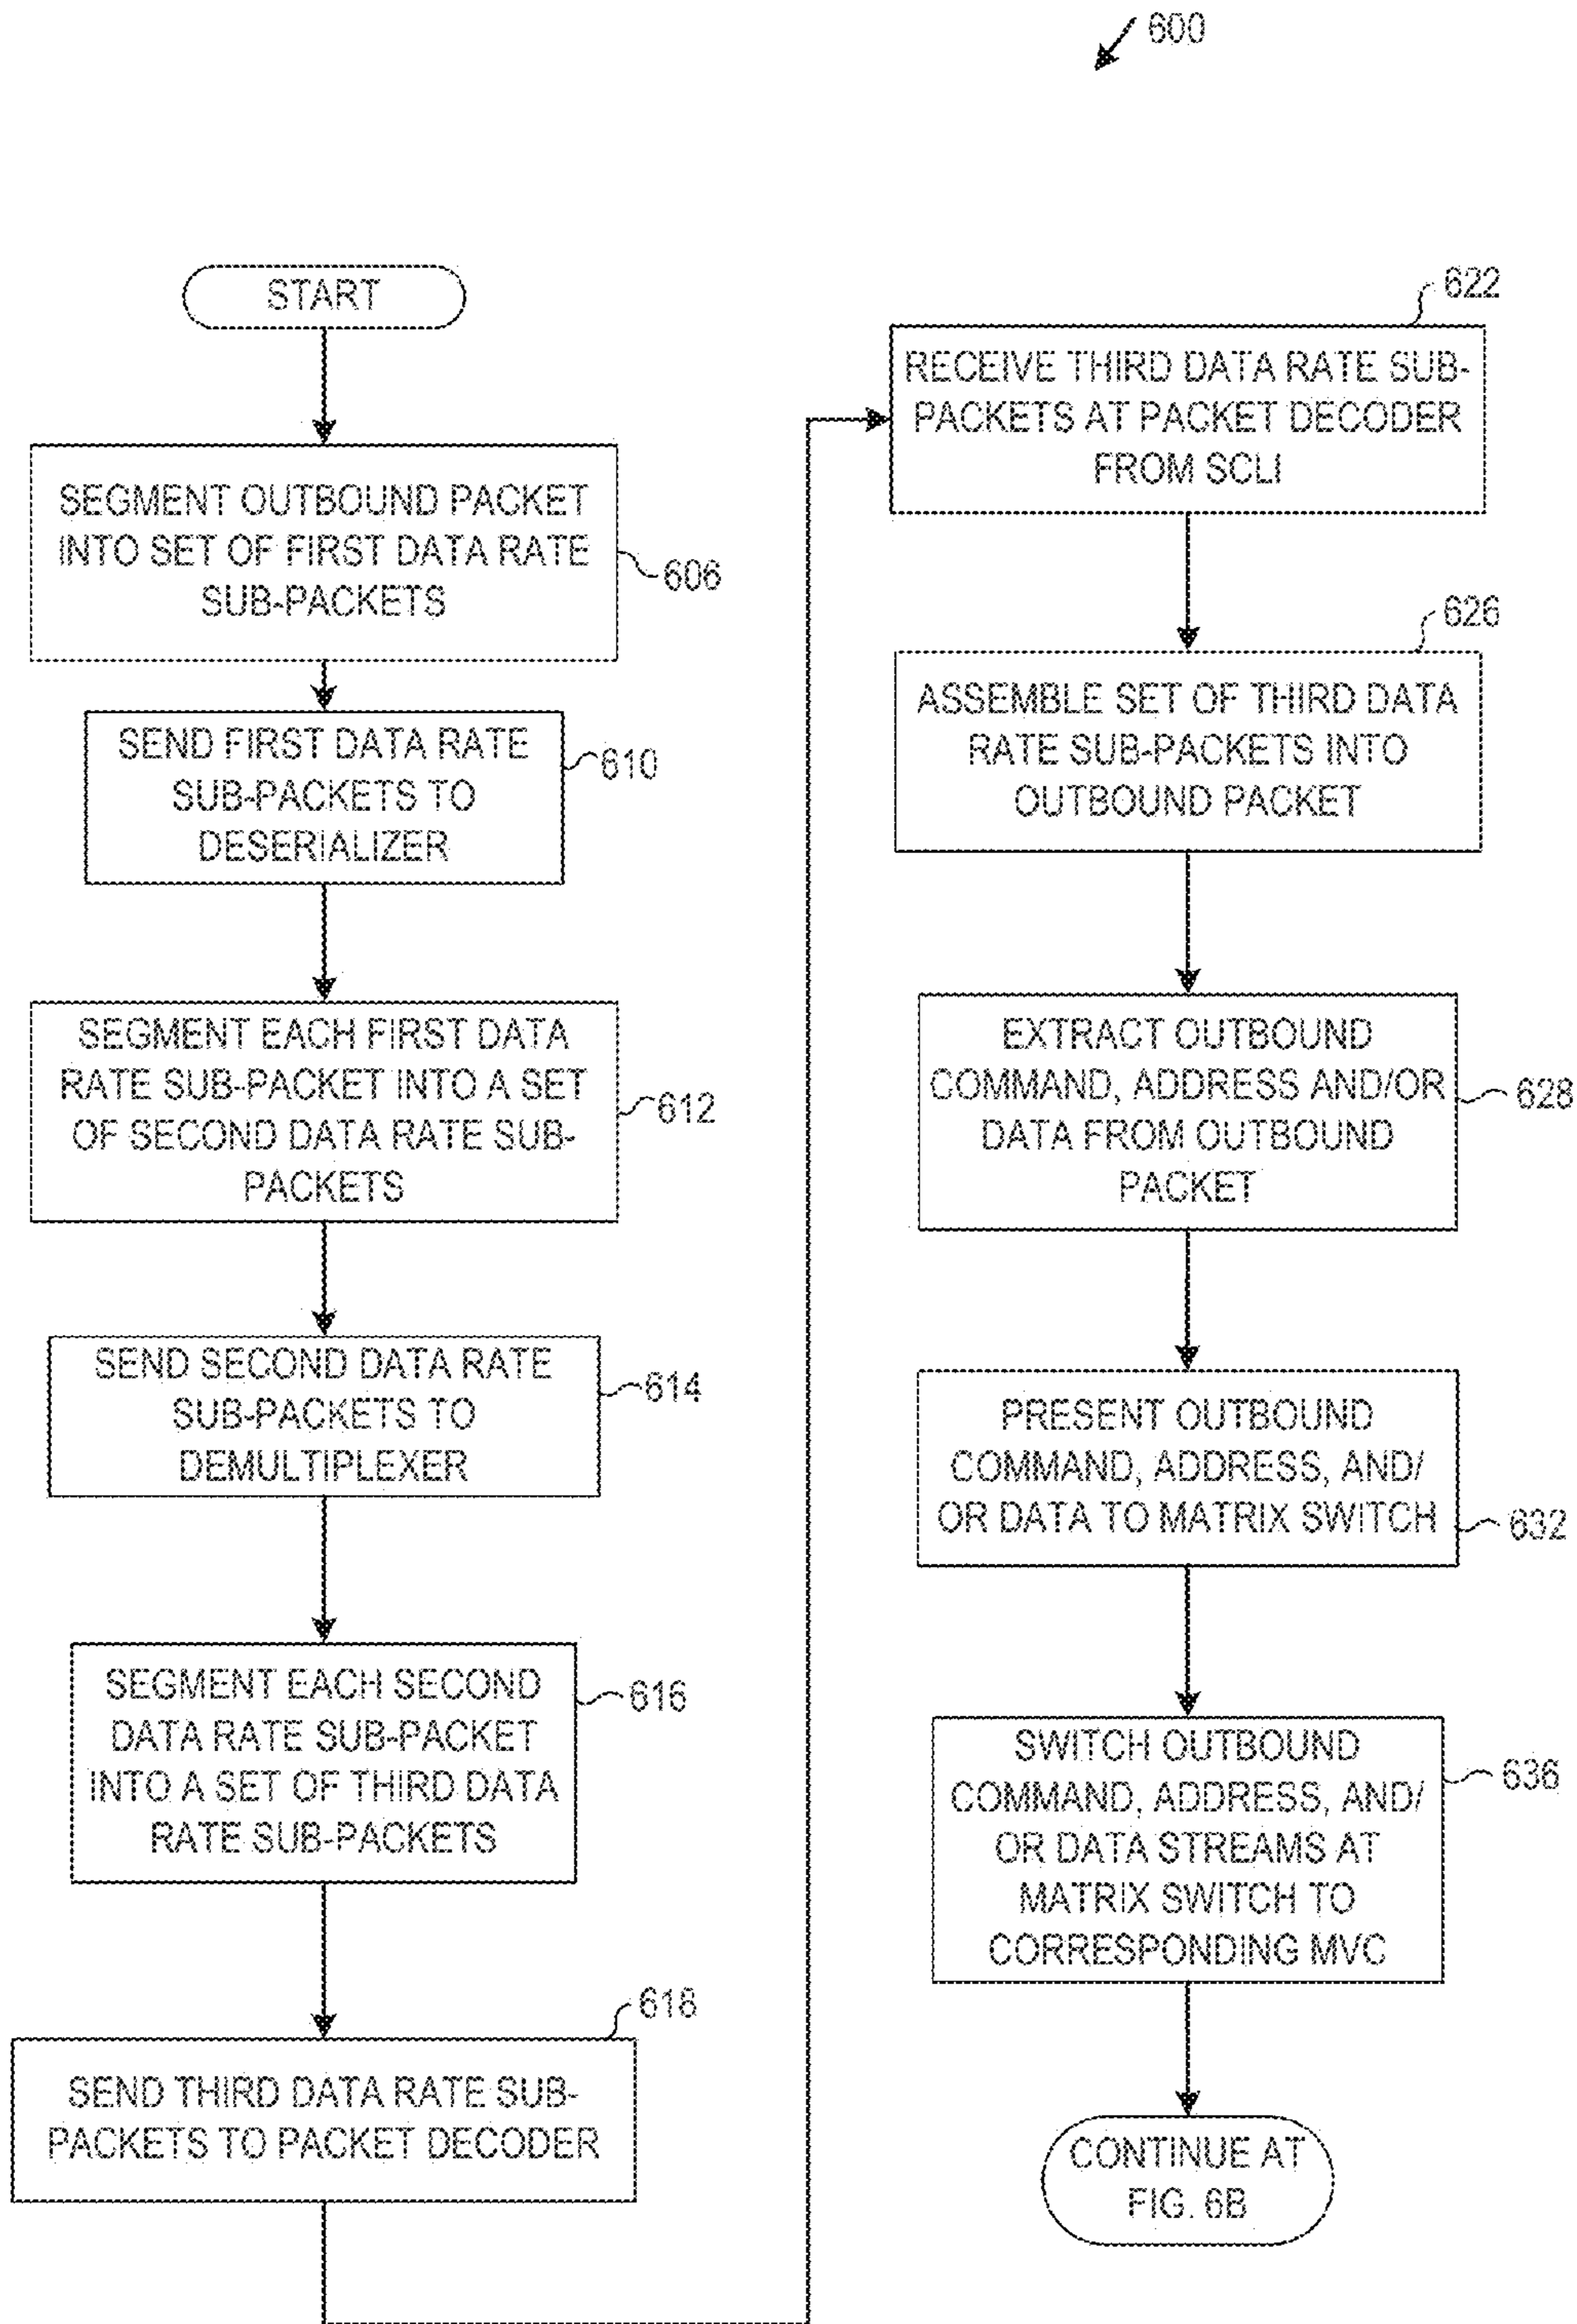 600
START
SEGMENT OUTBOUND PACKET
INTO SET OF FIRST DATA RATE
SUB-PACKETS
606
SEND FIRST DATA RATE
SUB-PACKETS TO
DESERIALIZER
610
SEGMENT EACH FIRST DATA
RATE SUB-PACKET INTO A SET
OF SECOND DATA RATE SUB-
PACKETS
612
SEND SECOND DATA RATE
SUB-PACKETS TO
DEMULTIPLEXER
614
SEGMENT EACH SECOND
DATA RATE SUB-PACKET
INTO A SET OF THIRD DATA
RATE SUB-PACKETS
616
618
SEND THIRD DATA RATE SUB-
PACKETS TO PACKET DECODER
622
RECEIVE THIRD DATA RATE SUB-
PACKETS AT PACKET DECODER
FROM SCLI
626
ASSEMBLE SET OF THIRD DATA
RATE SUB-PACKETS INTO
OUTBOUND PACKET
EXTRACT OUTBOUND
COMMAND, ADDRESS AND/OR
DATA FROM OUTBOUND
PACKET
628
PRESENT OUTBOUND
COMMAND, ADDRESS, AND/
OR DATA TO MATRIX SWITCH
632
SWITCH OUTBOUND
COMMAND, ADDRESS, AND/
OR DATA STREAMS AT
MATRIX SWITCH TO
CORRESPONDING MVC
636
CONTINUE AT
FIG. 6B